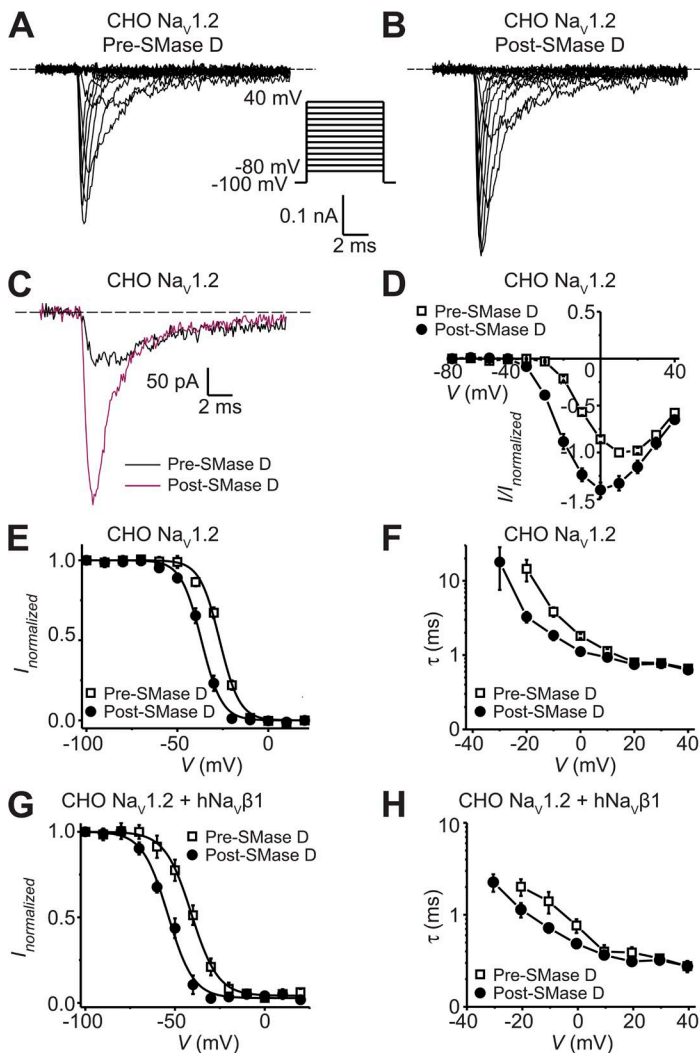 A
CHO NaV1.2
Pre-SMase D
40 mV
-80 mV
-100 mV
0.1 nA
2 ms
B
CHO NaV1.2
Post-SMase D
C
CHO NaV1.2
50 pA
2 ms
Pre-SMase D
Post-SMase D
D
CHO NaV1.2
Pre-SMase D
Post-SMase D
0.5
-80
-40
0
40
V (mV)
-0.5
-1.0
-1.5
I/Inormalized
E
CHO NaV1.2
1.0
0.5
0.0
Inormalized
Pre-SMase D
Post-SMase D
-100
-50
0
V (mV)
F
CHO NaV1.2
10
1
0
τ (ms)
Pre-SMase D
Post-SMase D
-40
-20
0
20
40
V (mV)
G
CHO NaV1.2 + hNaVβ1
1.0
0.5
0.0
Inormalized
Pre-SMase D
Post-SMase D
-100
-50
0
V (mV)
H
CHO NaV1.2 + hNaVβ1
10
1
0
τ (ms)
Pre-SMase D
Post-SMase D
-40
-20
0
20
40
V (mV)